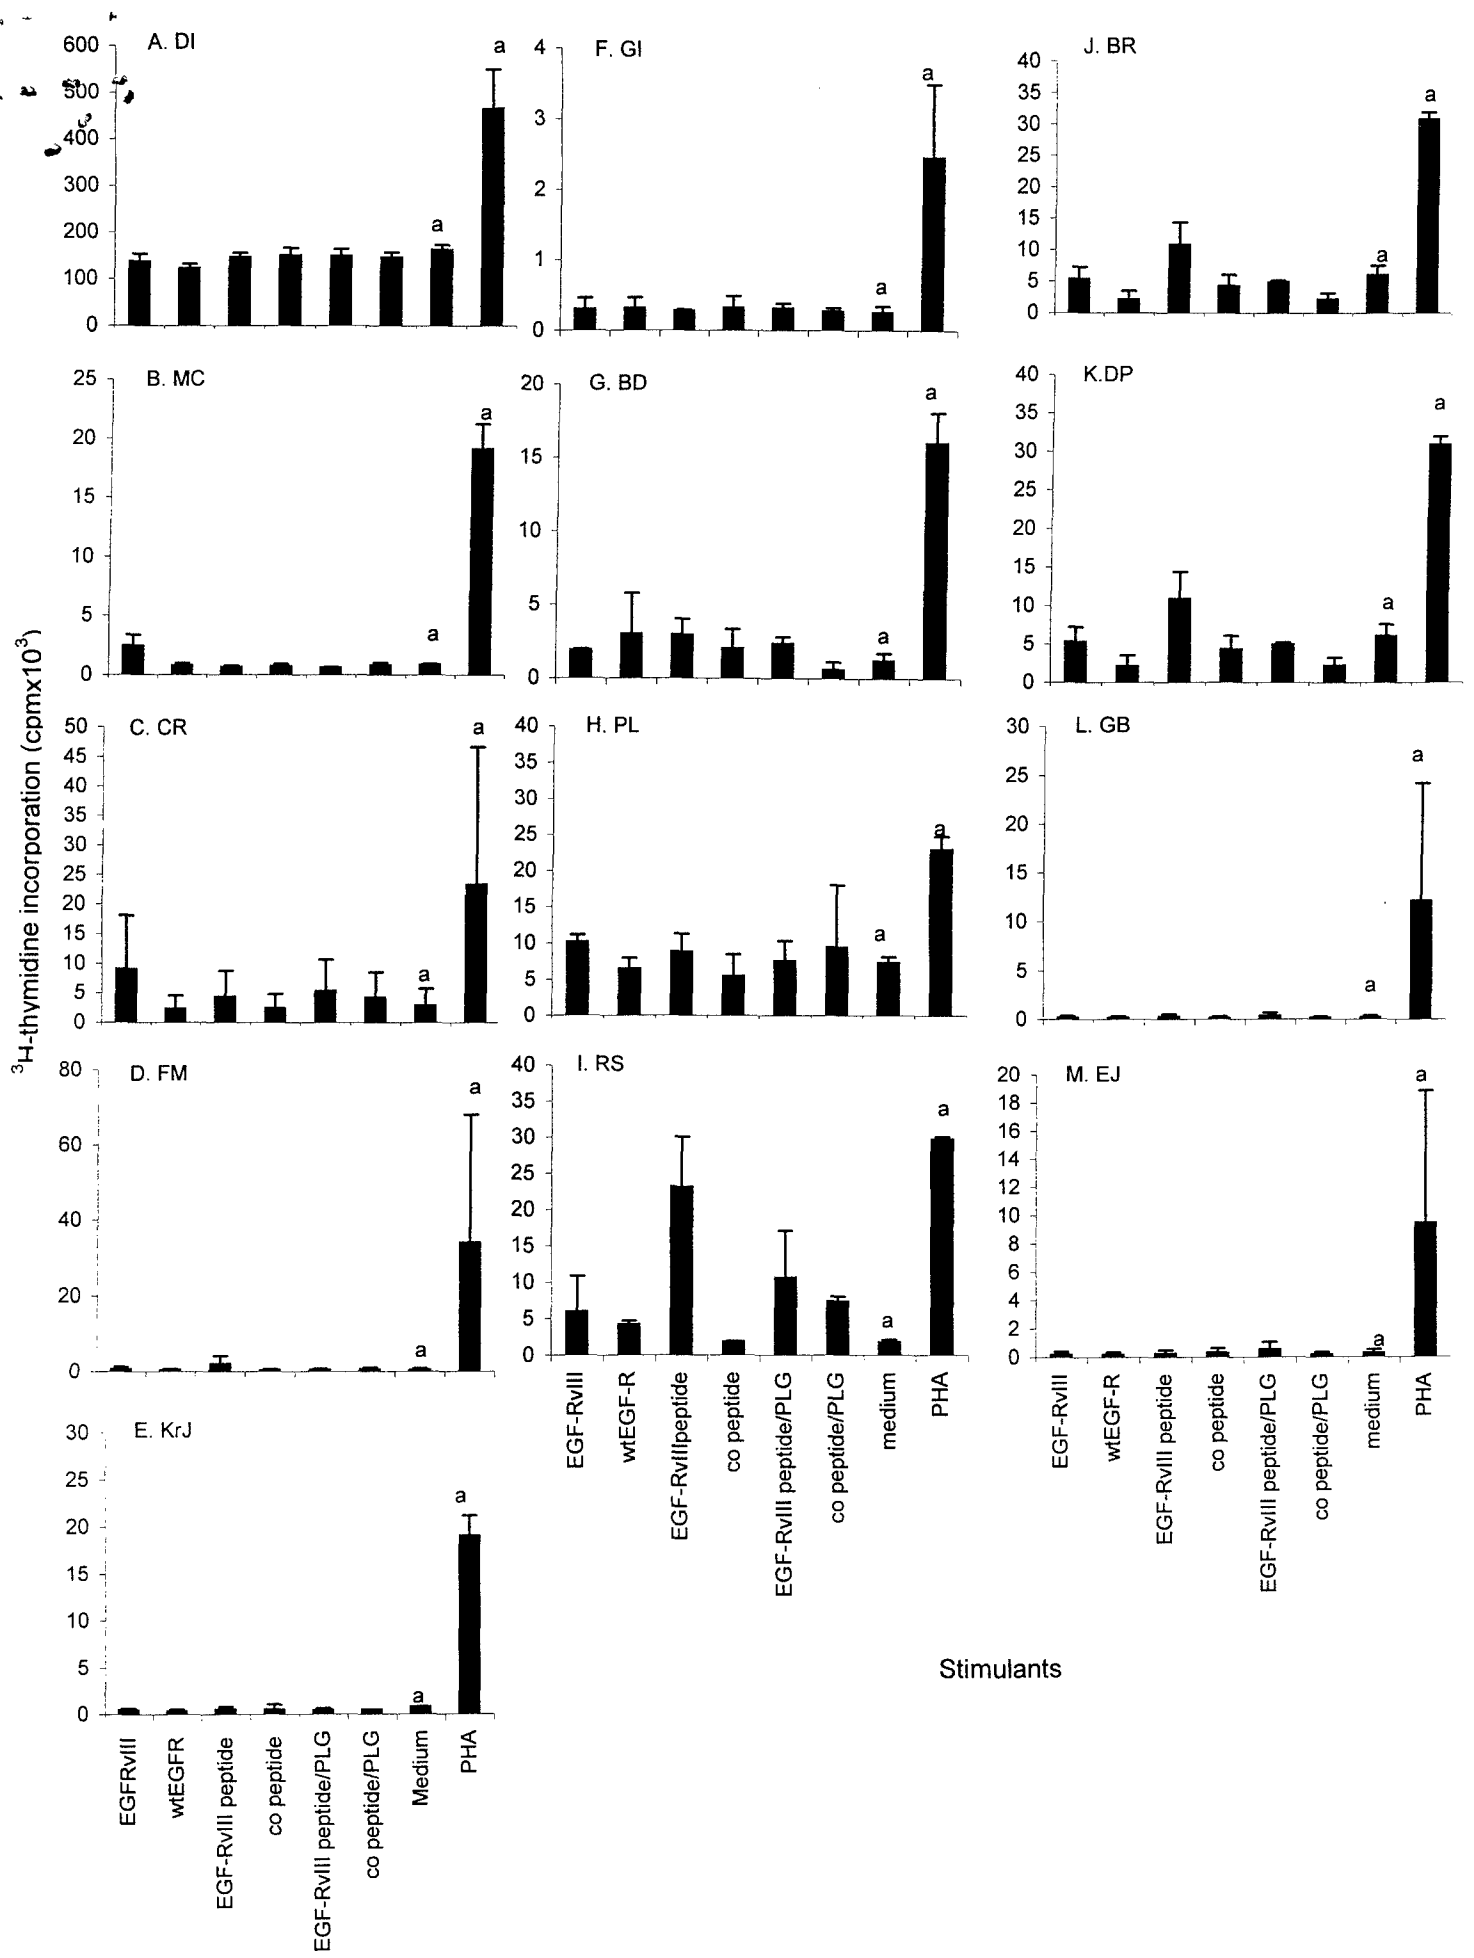 ³H-thymidine incorporation (cpmx10³)
A. DI
600
500
400
300
200
100
0
a
a
B. MC
25
20
15
10
5
0
a
a
C. CR
50
45
40
35
30
25
20
15
10
5
0
a
a
D. FM
80
60
40
20
0
a
a
E. KrJ
30
25
20
15
10
5
0
a
a
EGFRvIII
wtEGFR
EGF-RvIII peptide
co peptide
EGF-RvIII peptide/PLG
co peptide/PLG
Medium
PHA
F. GI
4
3
2
1
0
a
a
G. BD
20
15
10
5
0
a
a
H. PL
40
35
30
25
20
15
10
5
0
a
a
I. RS
40
35
30
25
20
15
10
5
0
a
a
EGF-RvIII
wtEGF-R
EGF-RvIIIpeptide
co peptide
EGF-RvIII peptide/PLG
co peptide/PLG
medium
PHA
J. BR
40
35
30
25
20
15
10
5
0
a
a
K.DP
40
35
30
25
20
15
10
5
0
a
a
L. GB
30
25
20
15
10
5
0
a
a
M. EJ
20
18
16
14
12
10
8
6
4
2
0
a
a
EGF-RvIII
wtEGF-R
EGF-RvIII peptide
co peptide
EGF-RvIII peptide/PLG
co peptide/PLG
medium
PHA
Stimulants